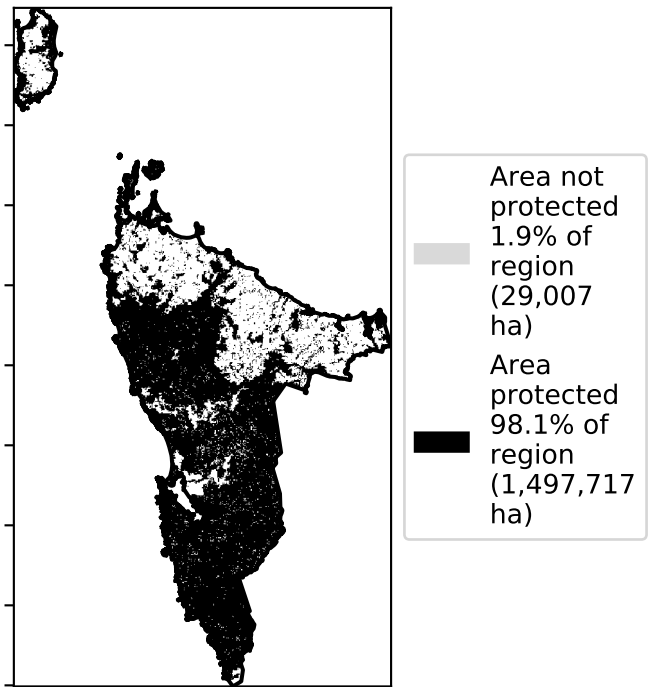 Area not
protected
1.9% of
region
(29,007
ha)
Area
protected
98.1% of
region
(1,497,717
ha)